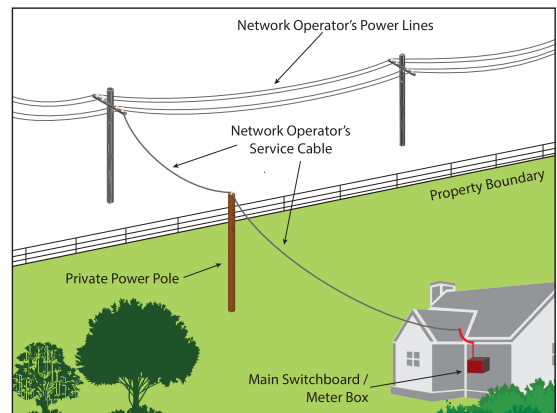 Network Operator's Power Lines
Network Operator's
Service Cable
Property Boundary
Private Power Pole
Main Switchboard /
Meter Box